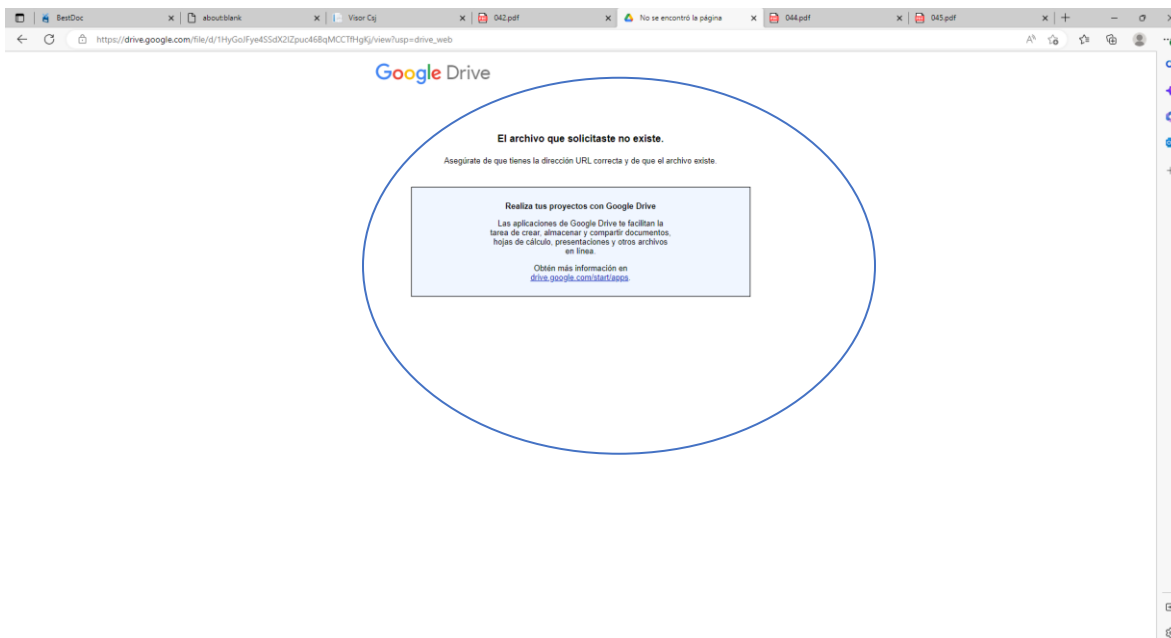 BestDoc
about:blank
Visor Csj
042.pdf
No se encontró la página
044.pdf
045.pdf
https://drive.google.com/file/d/1HyGoJFye4SSdX2IZpuc46BqMCCTfHgKj/view?usp=drive_web
Google Drive
El archivo que solicitaste no existe.
Asegúrate de que tienes la dirección URL correcta y de que el archivo existe.
Realiza tus proyectos con Google Drive
Las aplicaciones de Google Drive te facilitan la
tarea de crear, almacenar y compartir documentos,
hojas de cálculo, presentaciones y otros archivos
en línea.
Obtén más información en
drive.google.com/start/apps.